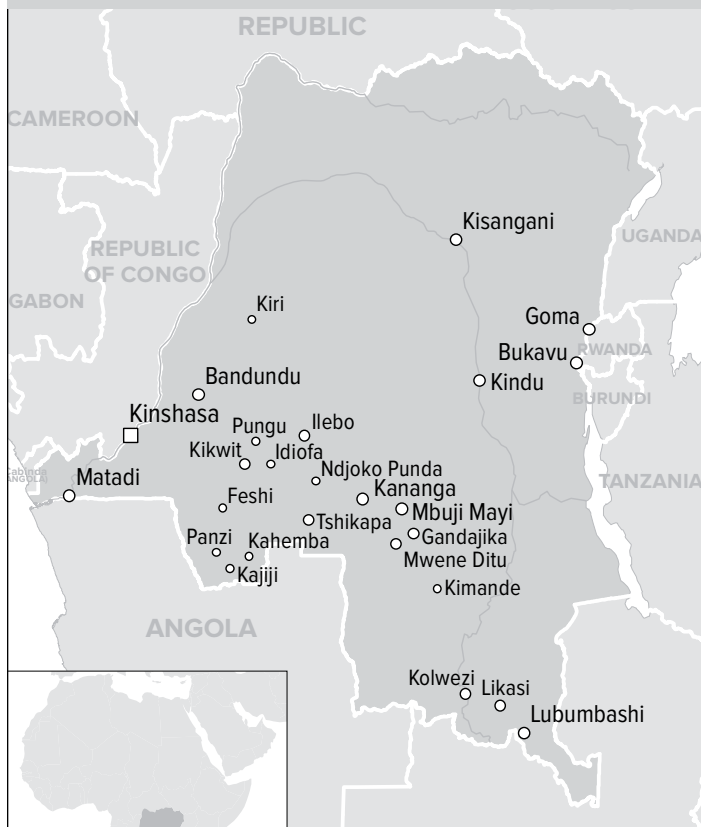 REPUBLIC
CAMEROON
REPUBLIC
OF CONGO
GABON
UGANDA
RWANDA
BURUNDI
TANZANIA
Cabinda
(ANGOLA)
ANGOLA
Kisangani
Kiri
Goma
Bukavu
Kindu
Bandundu
Kinshasa
Pungu
Ilebo
Kikwit
Idiofa
Matadi
Ndjoko Punda
Kananga
Feshi
Tshikapa
Mbuji Mayi
Gandajika
Panzi
Kahemba
Mwene Ditu
Kajiji
Kimande
Kolwezi
Likasi
Lubumbashi